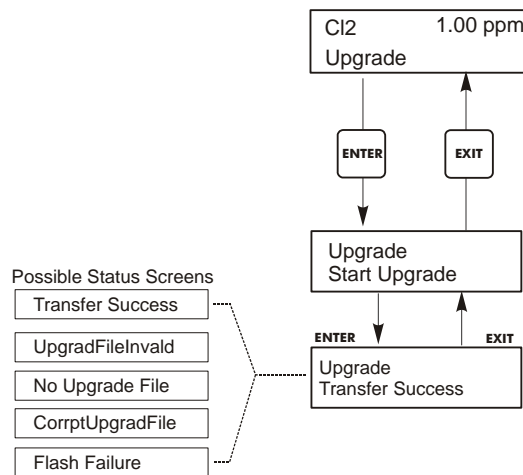 Cl2 1.00 ppm
Upgrade
ENTER EXIT
Upgrade
Start Upgrade
Possible Status Screens
Transfer Success
UpgradFileInvald
No Upgrade File
CorrptUpgradFile
Flash Failure
ENTER EXIT
Upgrade
Transfer Success